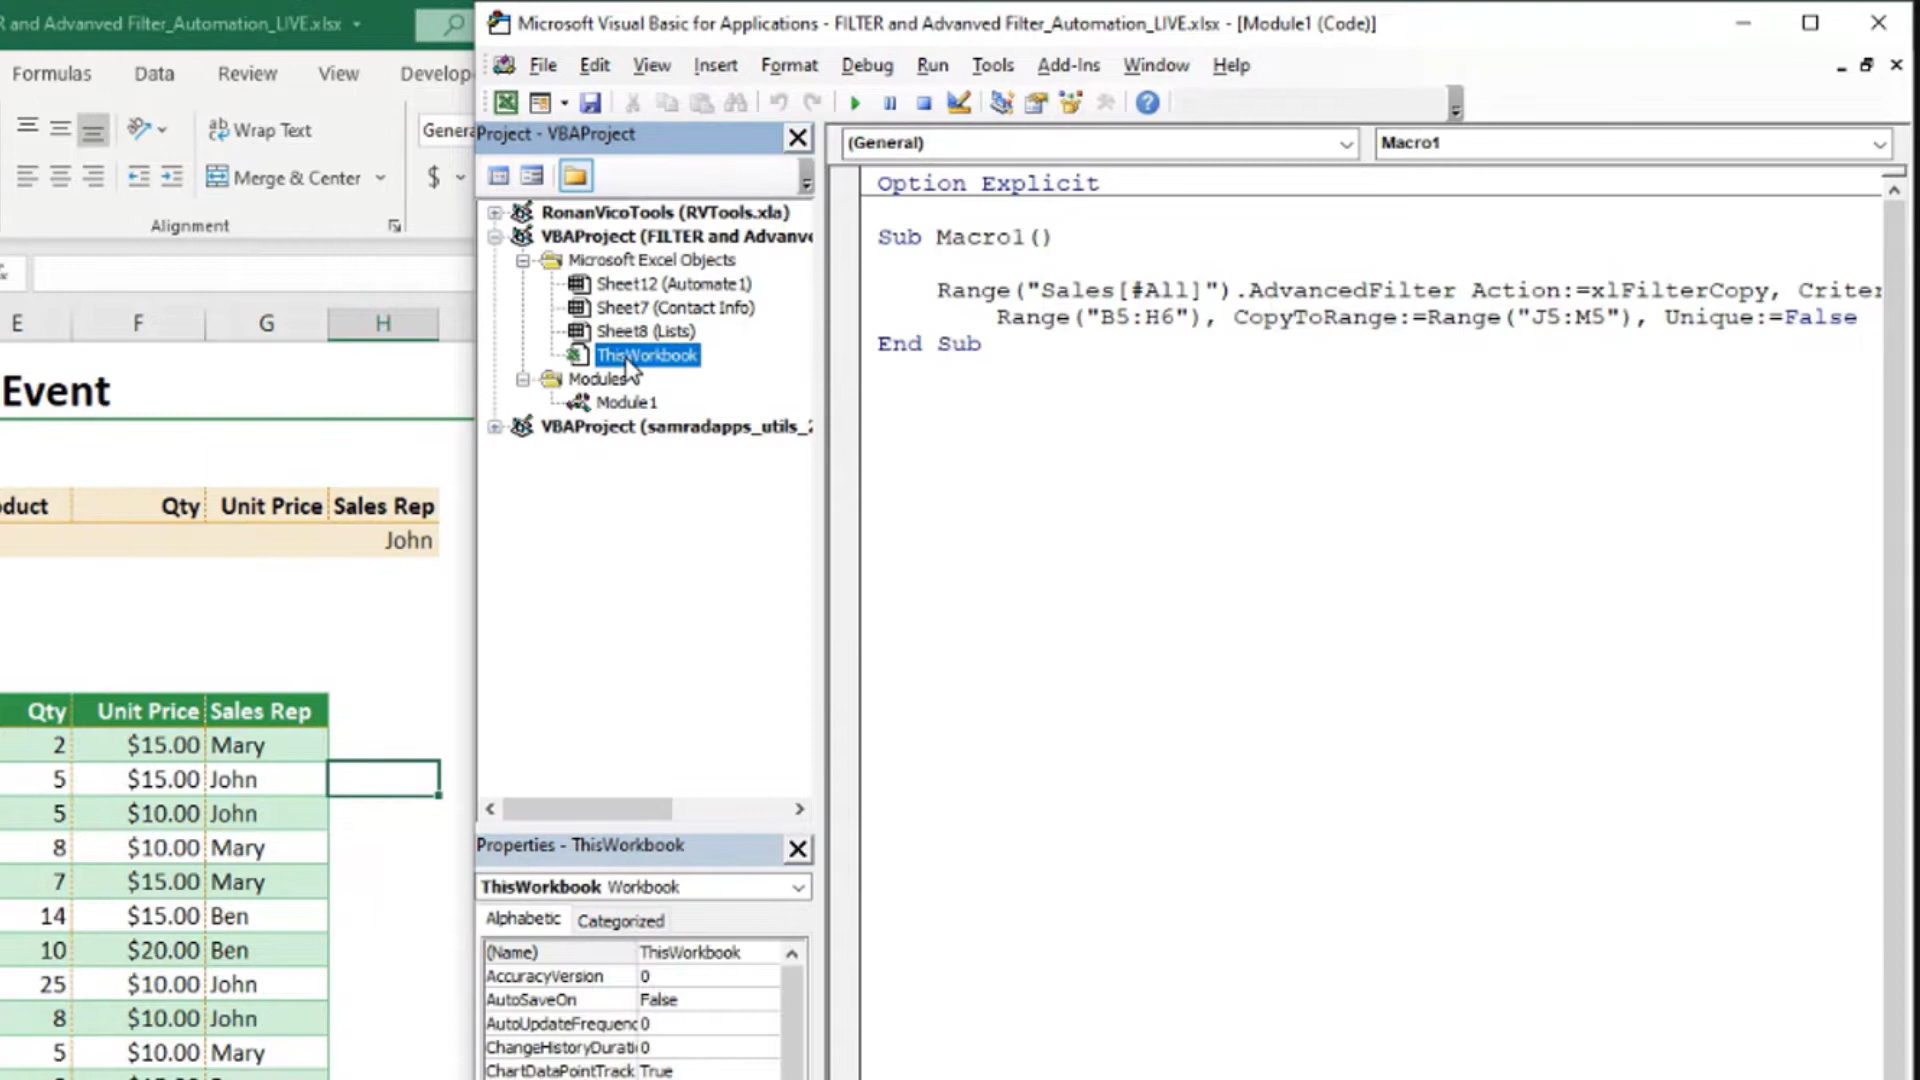 R and Advanved Filter_Automation_LIVE.xlsx
Formulas Data Review View Develop
Wrap Text
Genera
Merge & Center
$
Alignment
E F G H
Event
oduct Qty Unit Price Sales Rep
John
Qty Unit Price Sales Rep
2 $15.00 Mary
5 $15.00 John
5 $10.00 John
8 $10.00 Mary
7 $15.00 Mary
14 $15.00 Ben
10 $20.00 Ben
25 $10.00 John
8 $10.00 John
5 $10.00 Mary
Microsoft Visual Basic for Applications - FILTER and Advanved Filter_Automation_LIVE.xlsx - [Module1 (Code)]
File Edit View Insert Format Debug Run Tools Add-Ins Window Help
Project - VBAProject
RonanVicoTools (RVTools.xla)
VBAProject (FILTER and Advanve
Microsoft Excel Objects
Sheet12 (Automate1)
Sheet7 (Contact Info)
Sheet8 (Lists)
ThisWorkbook
Modules
Module1
VBAProject (samradapps_utils_2
Properties - ThisWorkbook
ThisWorkbook Workbook
Alphabetic Categorized
(Name) ThisWorkbook
AccuracyVersion 0
AutoSaveOn False
AutoUpdateFrequenc 0
ChangeHistoryDurati 0
ChartDataPointTrack True
(General) Macro1
Option Explicit
Sub Macro1()
Range("Sales[#All]").AdvancedFilter Action:=xlFilterCopy, Criter
Range("B5:H6"), CopyToRange:=Range("J5:M5"), Unique:=False
End Sub